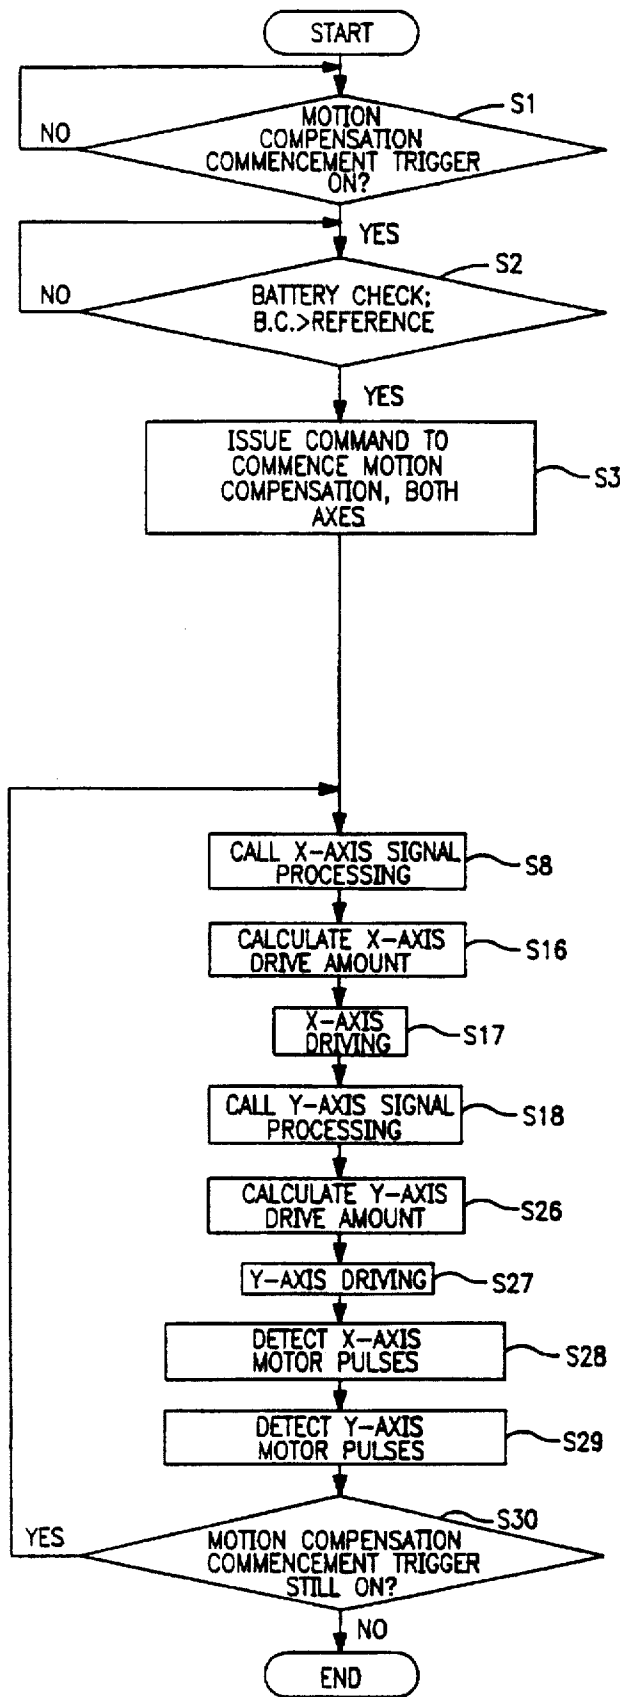 START
S1
MOTION
COMPENSATION
COMMENCEMENT TRIGGER
ON?
NO
YES
S2
BATTERY CHECK;
B.C.>REFERENCE
NO
YES
ISSUE COMMAND TO
COMMENCE MOTION
COMPENSATION, BOTH
AXES
S3
CALL X-AXIS SIGNAL
PROCESSING
S8
CALCULATE X-AXIS
DRIVE AMOUNT
S16
X-AXIS
DRIVING
S17
CALL Y-AXIS SIGNAL
PROCESSING
S18
CALCULATE Y-AXIS
DRIVE AMOUNT
S26
Y-AXIS DRIVING
S27
DETECT X-AXIS
MOTOR PULSES
S28
DETECT Y-AXIS
MOTOR PULSES
S29
S30
YES
MOTION COMPENSATION
COMMENCEMENT TRIGGER
STILL ON?
NO
END